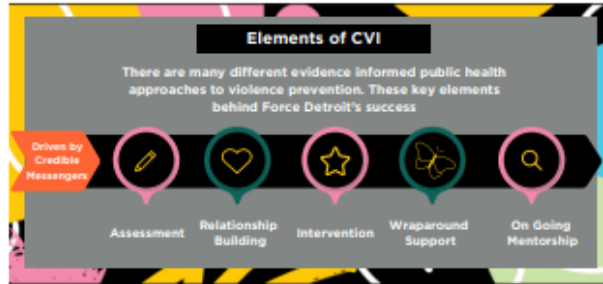 Elements of CVI
There are many different evidence informed public health
approaches to violence prevention. These key elements
behind Force Detroit's success
Driven by
Credible
Messengers
Assessment
Relationship
Building
Intervention
Wraparound
Support
On Going
Mentorship